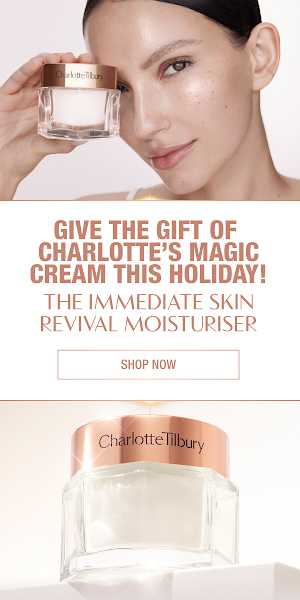 CharlotteTilbury
GIVE THE GIFT OF
CHARLOTTE'S MAGIC
CREAM THIS HOLIDAY!
THE IMMEDIATE SKIN
REVIVAL MOISTURISER
SHOP NOW
CharlotteTilbury